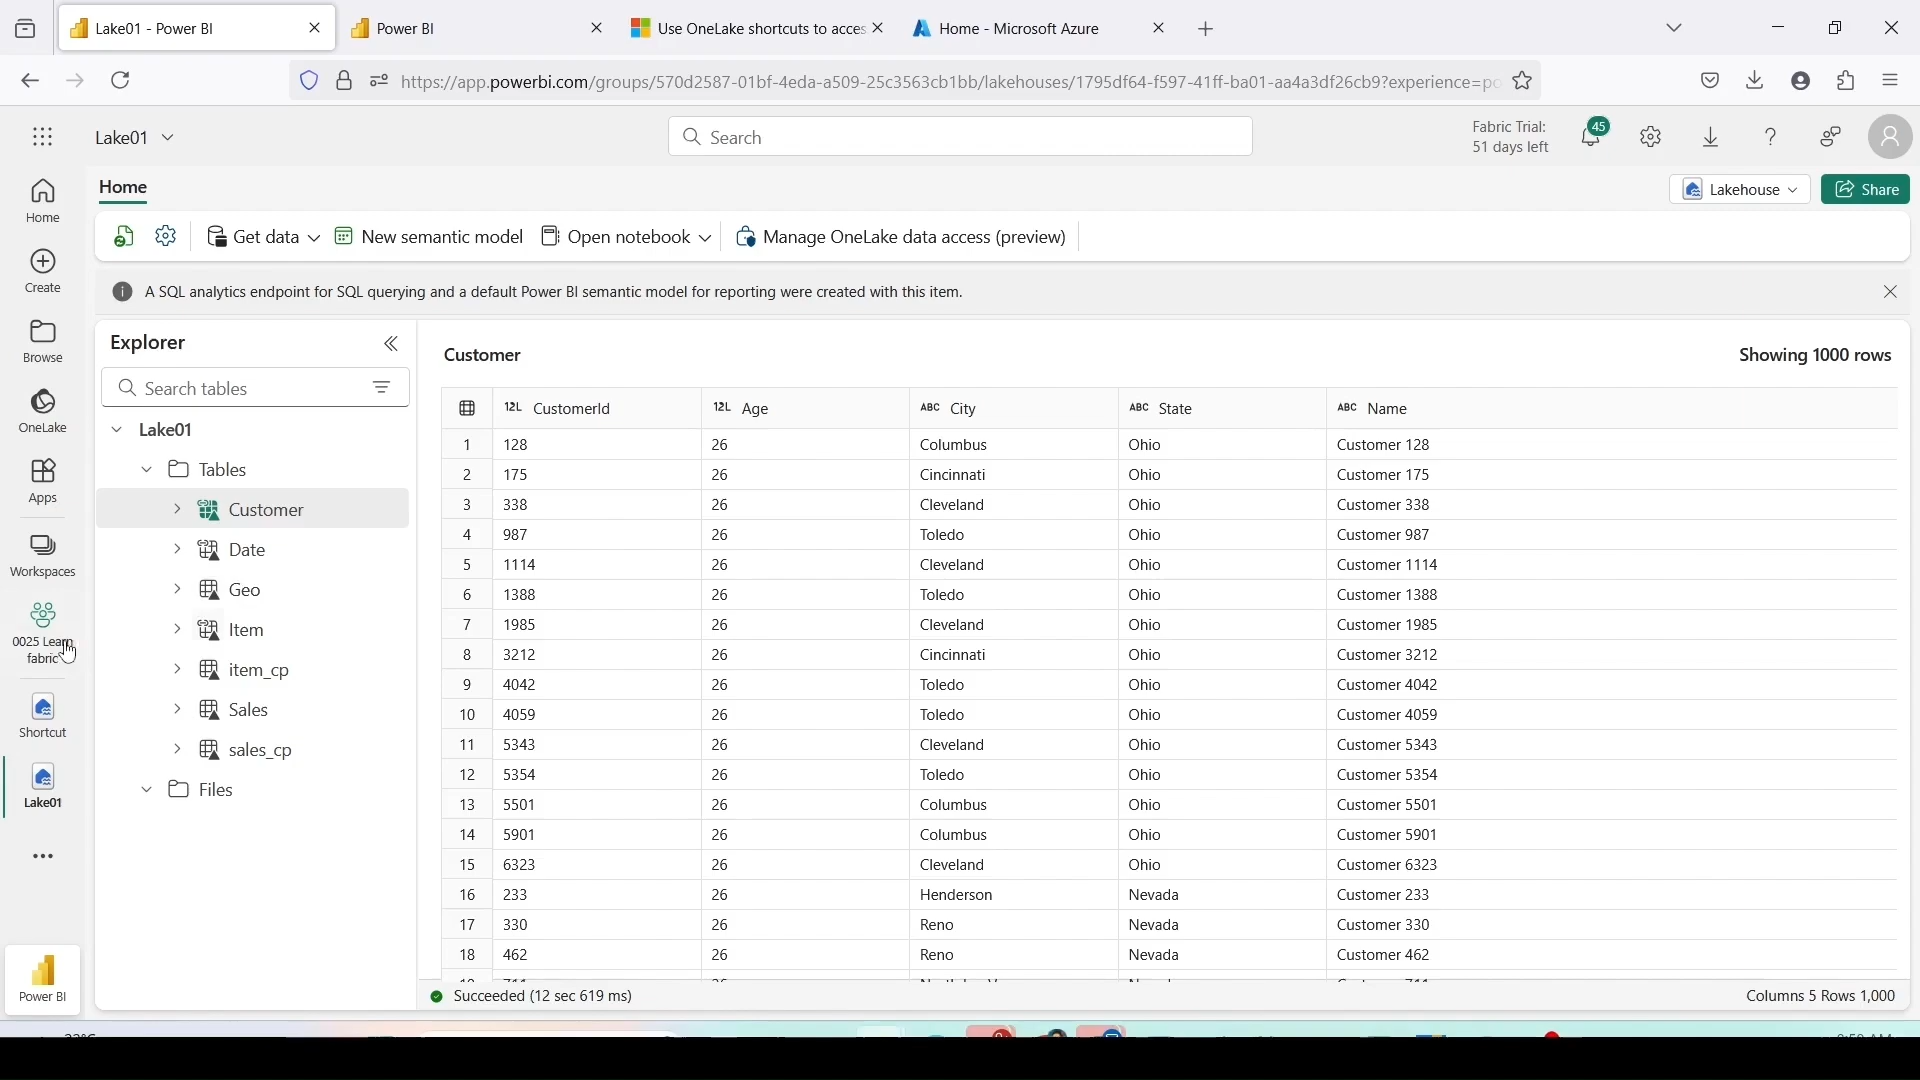 Lake01 - Power BI
Power BI
Use OneLake shortcuts to acces
Home - Microsoft Azure
https://app.powerbi.com/groups/570d2587-01bf-4eda-a509-25c3563cb1bb/lakehouses/1795df64-f597-41ff-ba01-aa4a3df26cb9?experience=po
Lake01
Search
Fabric Trial:
51 days left
45
Home
Lakehouse
Share
Get data
New semantic model
Open notebook
Manage OneLake data access (preview)
A SQL analytics endpoint for SQL querying and a default Power BI semantic model for reporting were created with this item.
Home
Create
Browse
OneLake
Apps
Workspaces
0025 Learn
fabric
Shortcut
Lake01
Power BI
Explorer
Search tables
Lake01
Tables
Customer
Date
Geo
Item
item_cp
Sales
sales_cp
Files
Customer
Showing 1000 rows
12L CustomerId 12L Age ABC City ABC State ABC Name
1 128 26 Columbus Ohio Customer 128
2 175 26 Cincinnati Ohio Customer 175
3 338 26 Cleveland Ohio Customer 338
4 987 26 Toledo Ohio Customer 987
5 1114 26 Cleveland Ohio Customer 1114
6 1388 26 Toledo Ohio Customer 1388
7 1985 26 Cleveland Ohio Customer 1985
8 3212 26 Cincinnati Ohio Customer 3212
9 4042 26 Toledo Ohio Customer 4042
10 4059 26 Toledo Ohio Customer 4059
11 5343 26 Cleveland Ohio Customer 5343
12 5354 26 Toledo Ohio Customer 5354
13 5501 26 Columbus Ohio Customer 5501
14 5901 26 Columbus Ohio Customer 5901
15 6323 26 Cleveland Ohio Customer 6323
16 233 26 Henderson Nevada Customer 233
17 330 26 Reno Nevada Customer 330
18 462 26 Reno Nevada Customer 462
Succeeded (12 sec 619 ms)
Columns 5 Rows 1,000